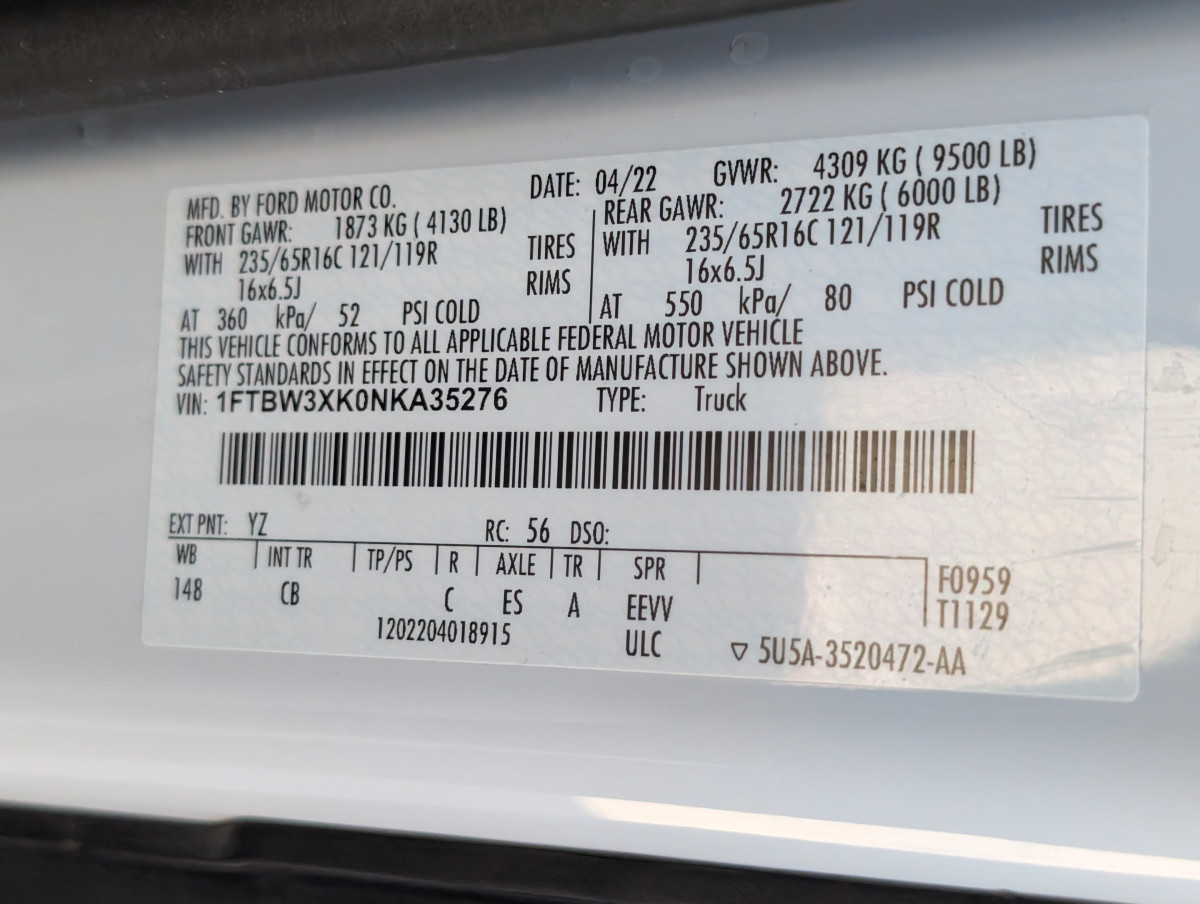 MFD. BY FORD MOTOR CO. DATE: 04/22 GVWR: 4309 KG ( 9500 LB)
FRONT GAWR: 1873 KG ( 4130 LB) REAR GAWR: 2722 KG ( 6000 LB)
WITH 235/65R16C 121/119R TIRES WITH 235/65R16C 121/119R TIRES
16x6.5J RIMS 16x6.5J RIMS
AT 360 kPa/ 52 PSI COLD AT 550 kPa/ 80 PSI COLD
THIS VEHICLE CONFORMS TO ALL APPLICABLE FEDERAL MOTOR VEHICLE
SAFETY STANDARDS IN EFFECT ON THE DATE OF MANUFACTURE SHOWN ABOVE.
VIN: 1FTBW3XK0NKA35276 TYPE: Truck
EXT PNT: YZ RC: 56 DSO:
WB INT TR TP/PS R AXLE TR SPR F0959
148 CB C ES A EEVV T1129
1202204018915 ULC ▽ 5U5A-3520472-AA